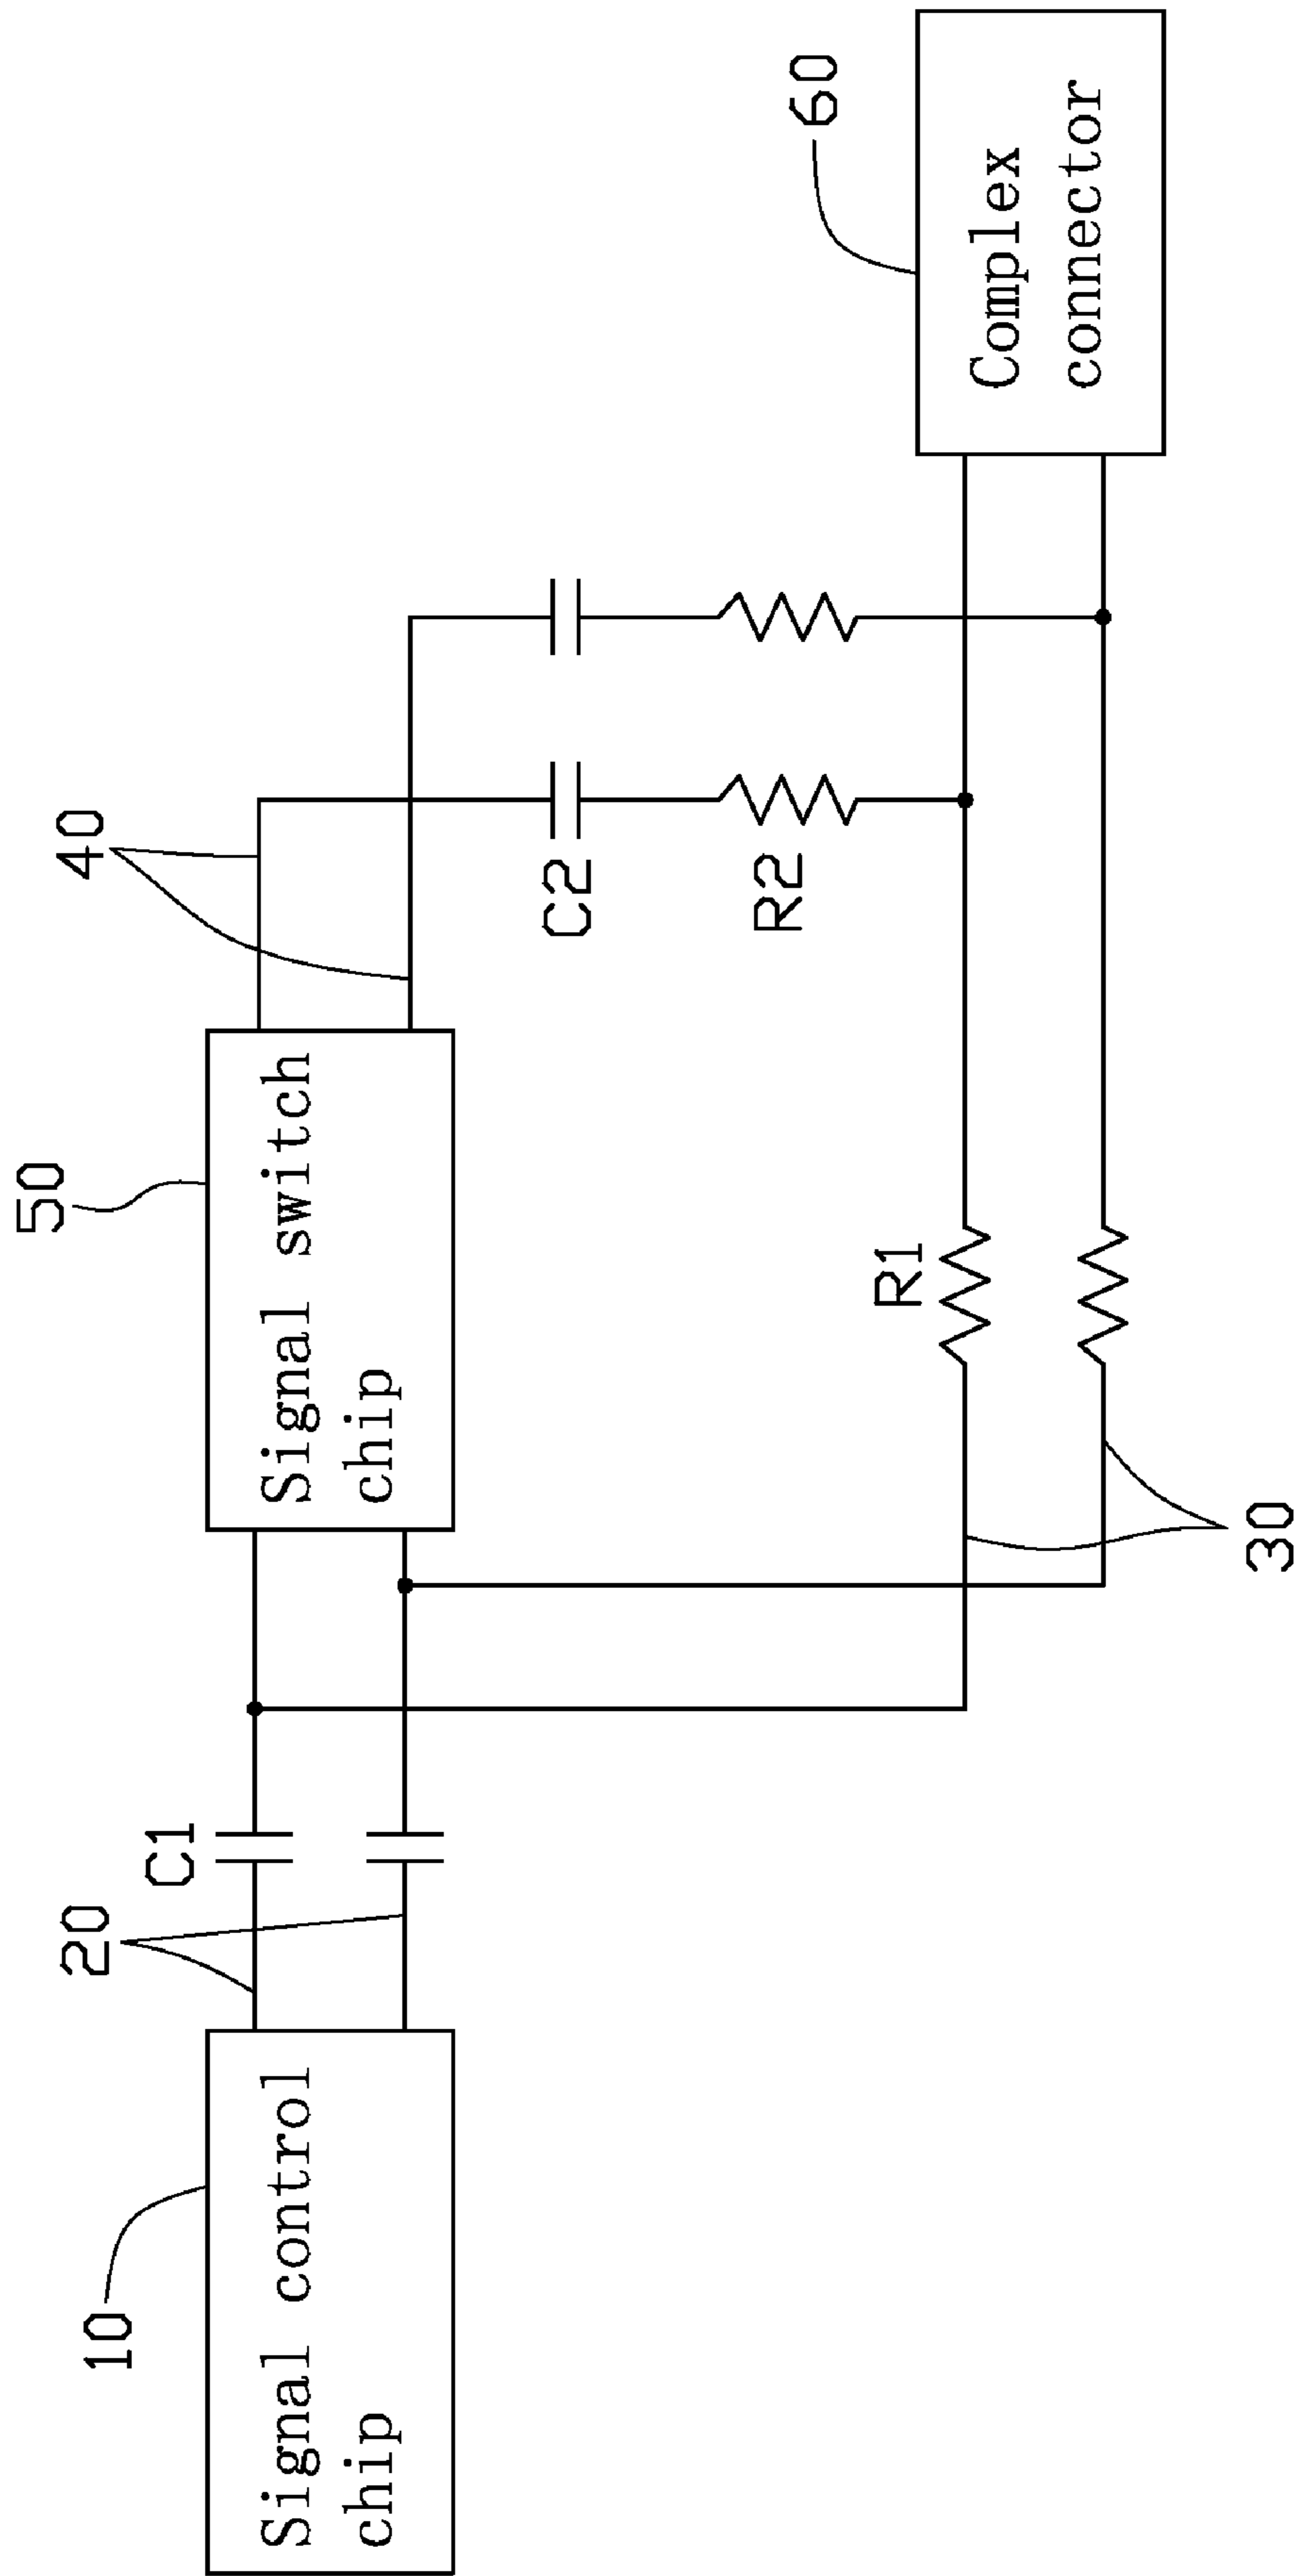 10
Signal control
chip
20
C1
50
Signal switch
chip
40
C2
R2
R1
30
60
Complex
connector